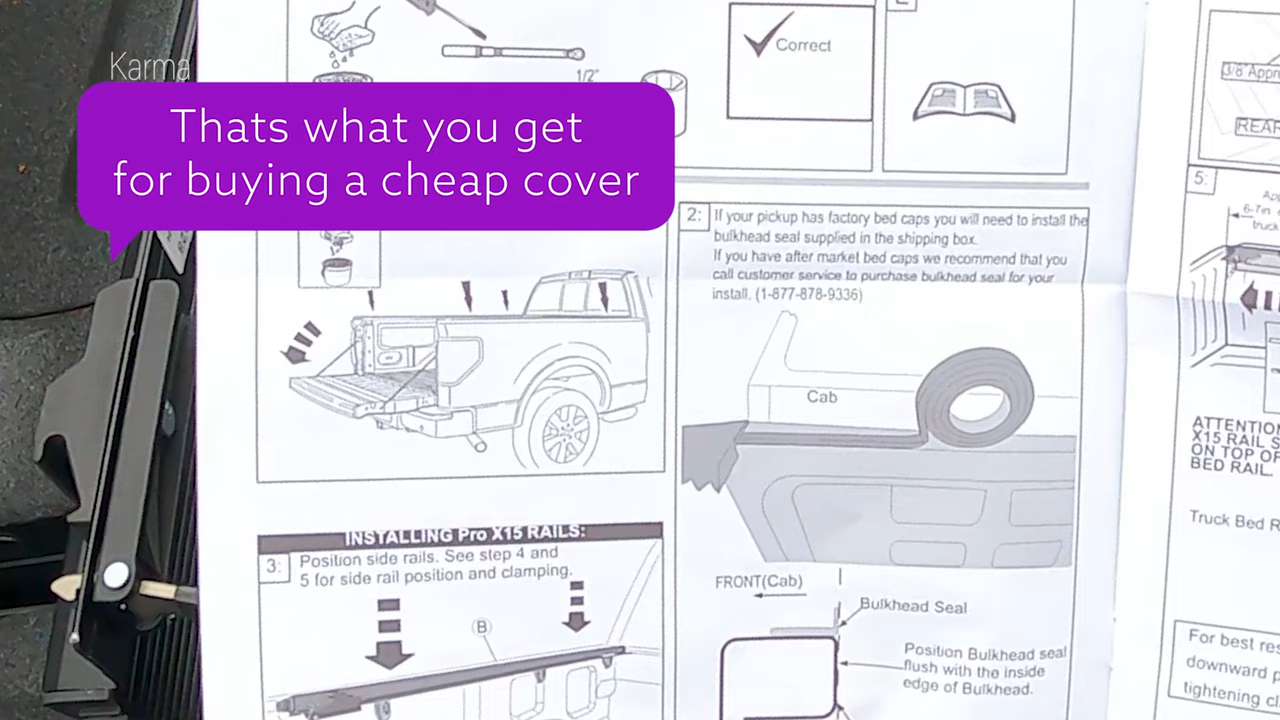 Karma
Thats what you get
for buying a cheap cover
1/2"
Correct
2:
If your pickup has factory bed caps you will need to install the
bulkhead seal supplied in the shipping box.
If you have after market bed caps we recommend that you
call customer service to purchase bulkhead seal for your
install. (1-877-878-9336)
Cab
INSTALLING Pro X15 RAILS:
3:
Position side rails. See step 4 and
5 for side rail position and clamping.
B
FRONT(Cab)
Bulkhead Seal
Position Bulkhead seal
flush with the inside
edge of Bulkhead.
3/8" Appr
REAR
5:
6-7in
truck
ATTENTION
X15 RAIL S
ON TOP OF
BED RAIL.
Truck Bed R
For best res
downward p
tightening cl